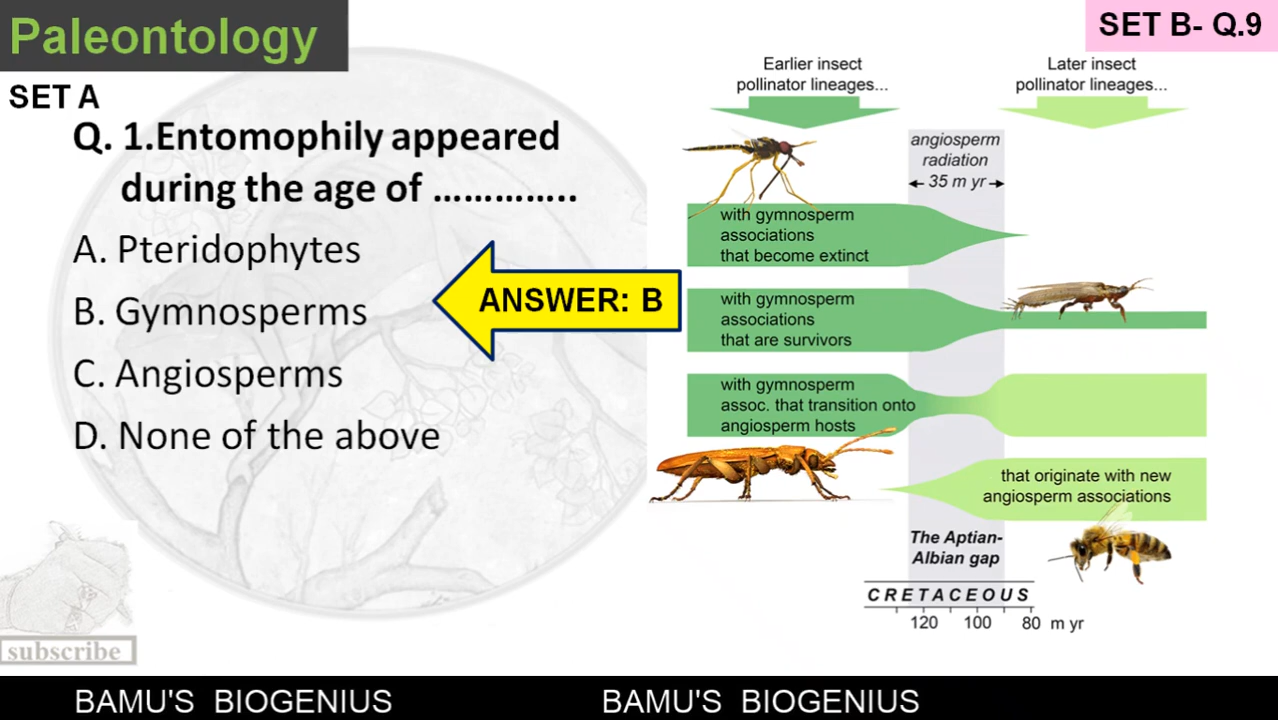 Paleontology
SET B- Q.9
SET A
Q. 1.Entomophily appeared
during the age of …………..
A. Pteridophytes
B. Gymnosperms
C. Angiosperms
D. None of the above
ANSWER: B
Earlier insect
pollinator lineages...
Later insect
pollinator lineages...
angiosperm
radiation
35 m yr
with gymnosperm
associations
that become extinct
with gymnosperm
associations
that are survivors
with gymnosperm
assoc. that transition onto
angiosperm hosts
that originate with new
angiosperm associations
The Aptian-
Albian gap
CRETACEOUS
120 100 80 m yr
subscribe
BAMU'S BIOGENIUS BAMU'S BIOGENIUS